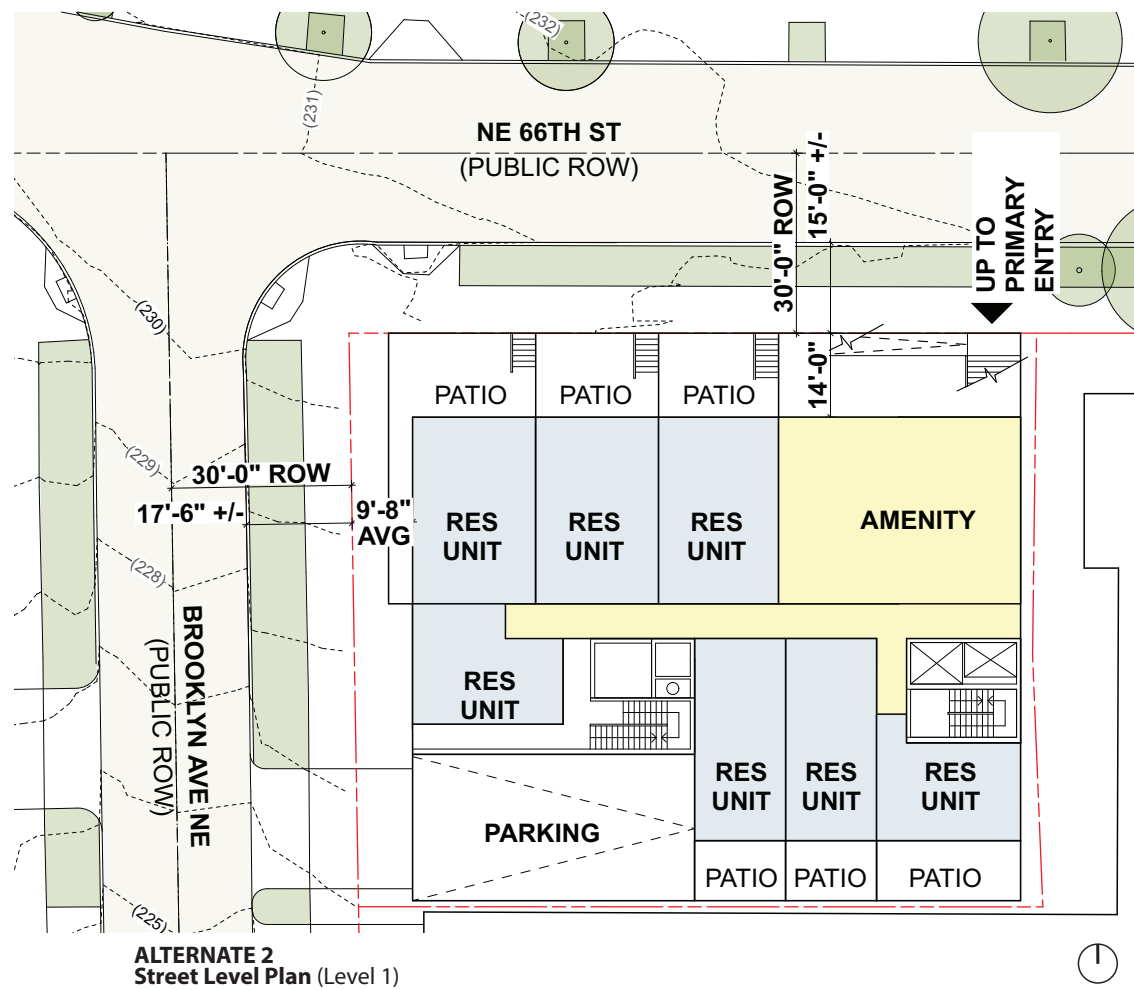 (232)
(231)
NE 66TH ST
(PUBLIC ROW)
30'-0" ROW
15'-0" +/-
UP TO
PRIMARY
ENTRY
(230)
14'-0"
PATIO
PATIO
PATIO
(229)
30'-0" ROW
17'-6" +/-
9'-8"
AVG
RES
UNIT
RES
UNIT
RES
UNIT
AMENITY
(228)
BROOKLYN AVE NE
(PUBLIC ROW)
RES
UNIT
RES
UNIT
RES
UNIT
RES
UNIT
PARKING
PATIO
PATIO
PATIO
(225)
ALTERNATE 2
Street Level Plan (Level 1)